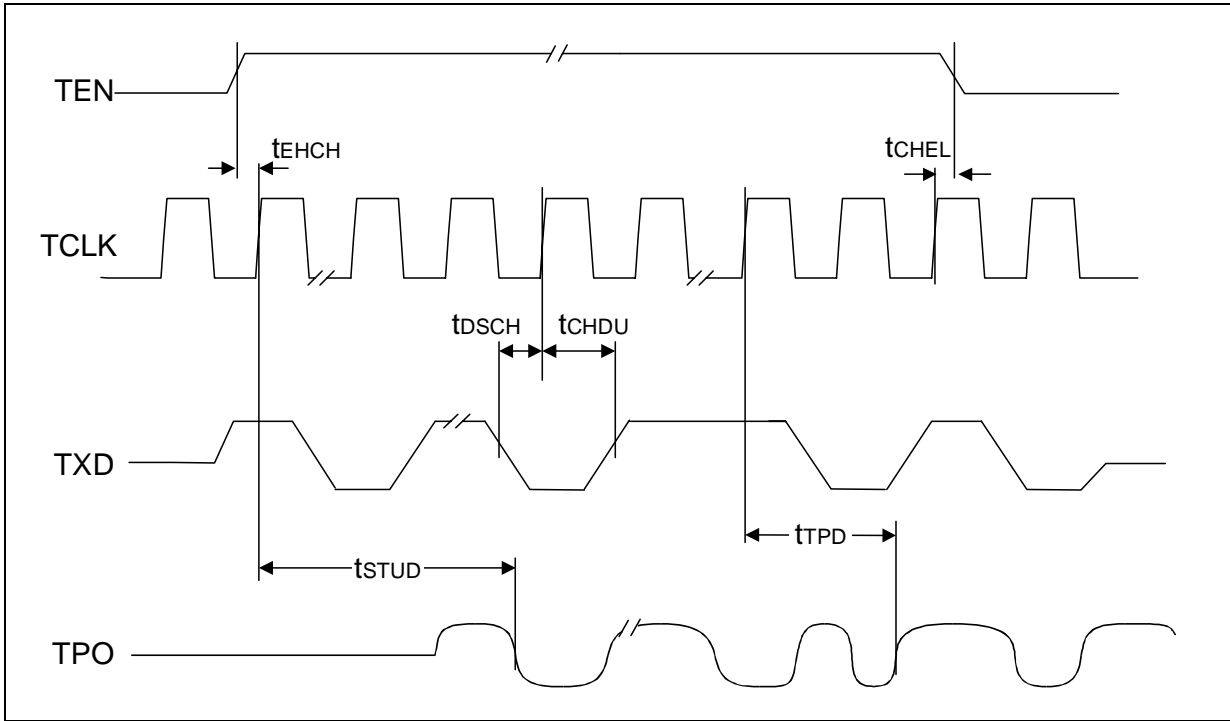 TEN
tEHCH
tCHEL
TCLK
tDSCH
tCHDU
TXD
tTPD
tSTUD
TPO